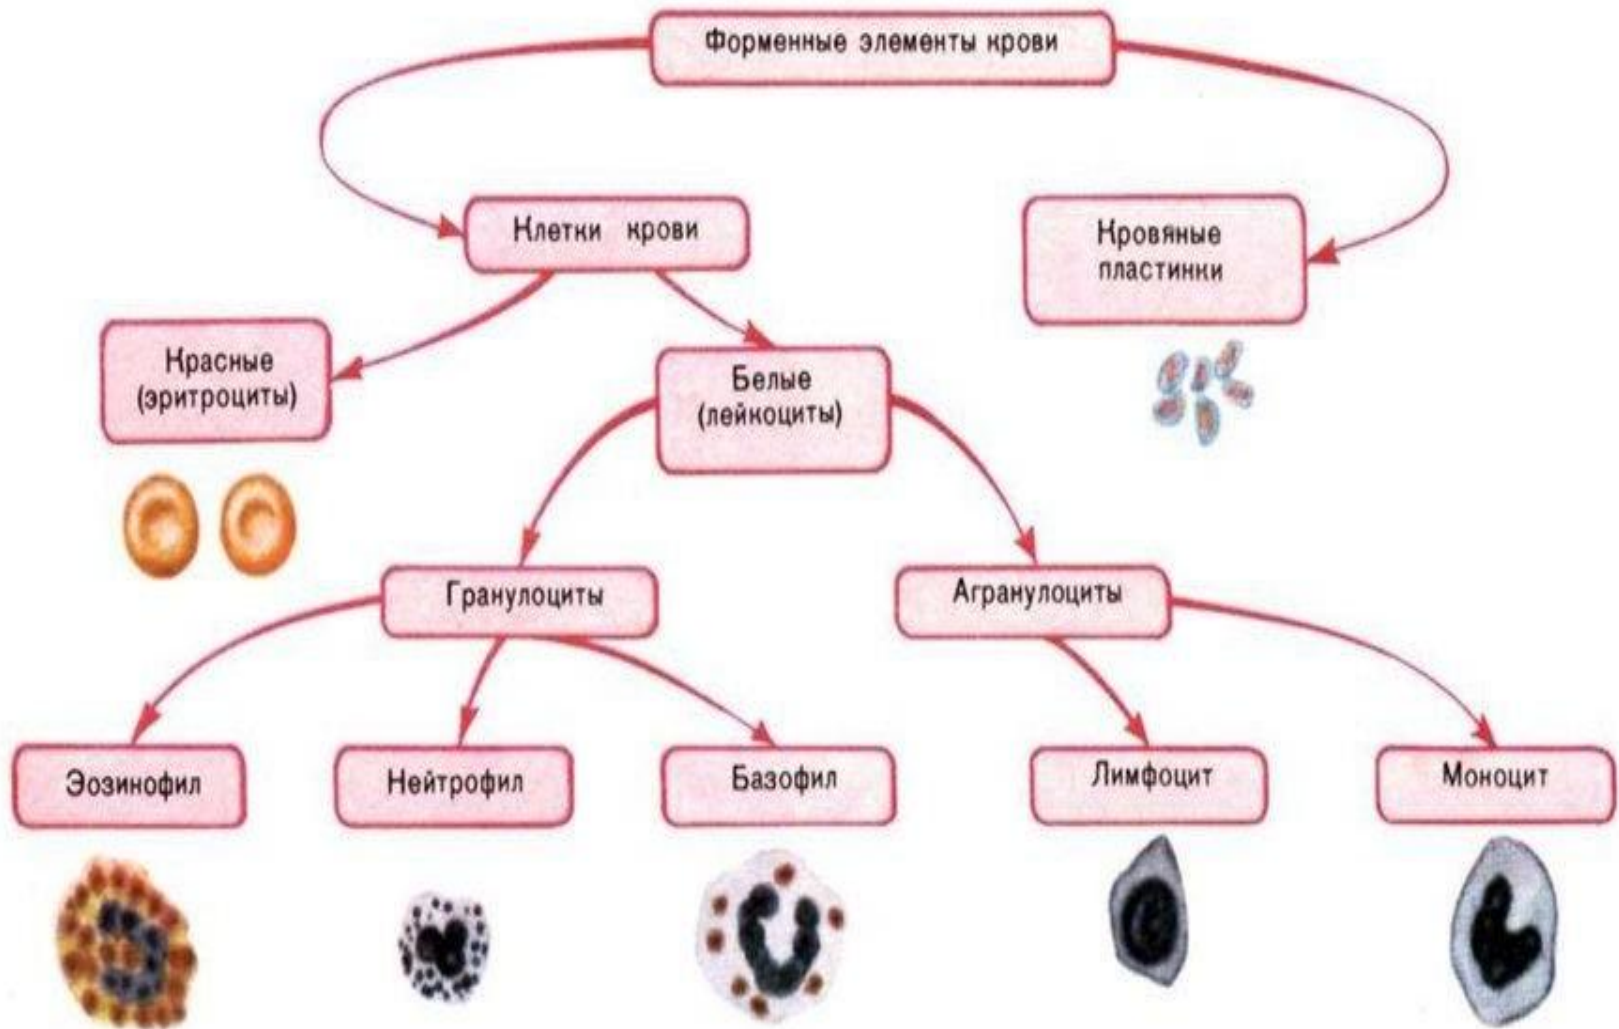 Форменные элементы крови
Клетки крови
Кровяные
пластинки
Красные
(эритроциты)
Белые
(лейкоциты)
Гранулоциты
Агранулоциты
Эозинофил
Нейтрофил
Базофил
Лимфоцит
Моноцит